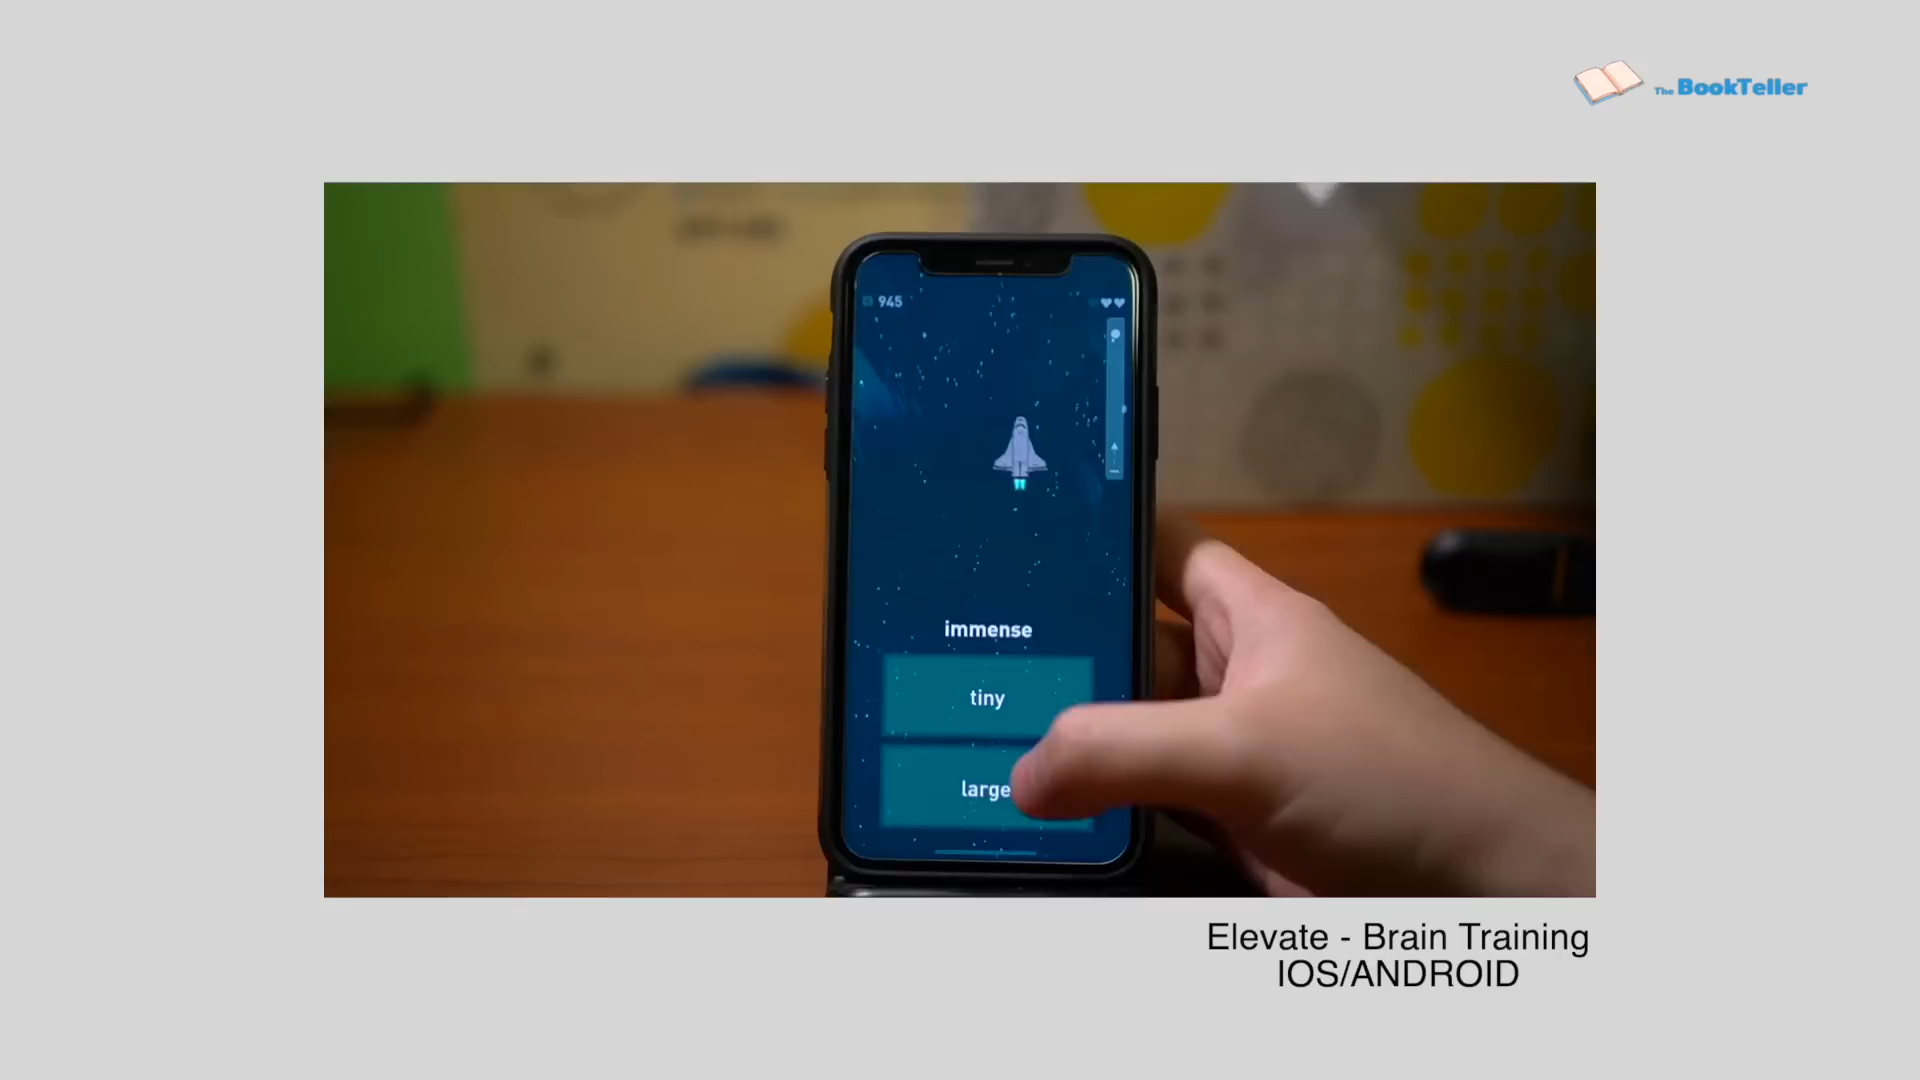 The BookTeller
945
immense
tiny
large
Elevate - Brain Training
IOS/ANDROID